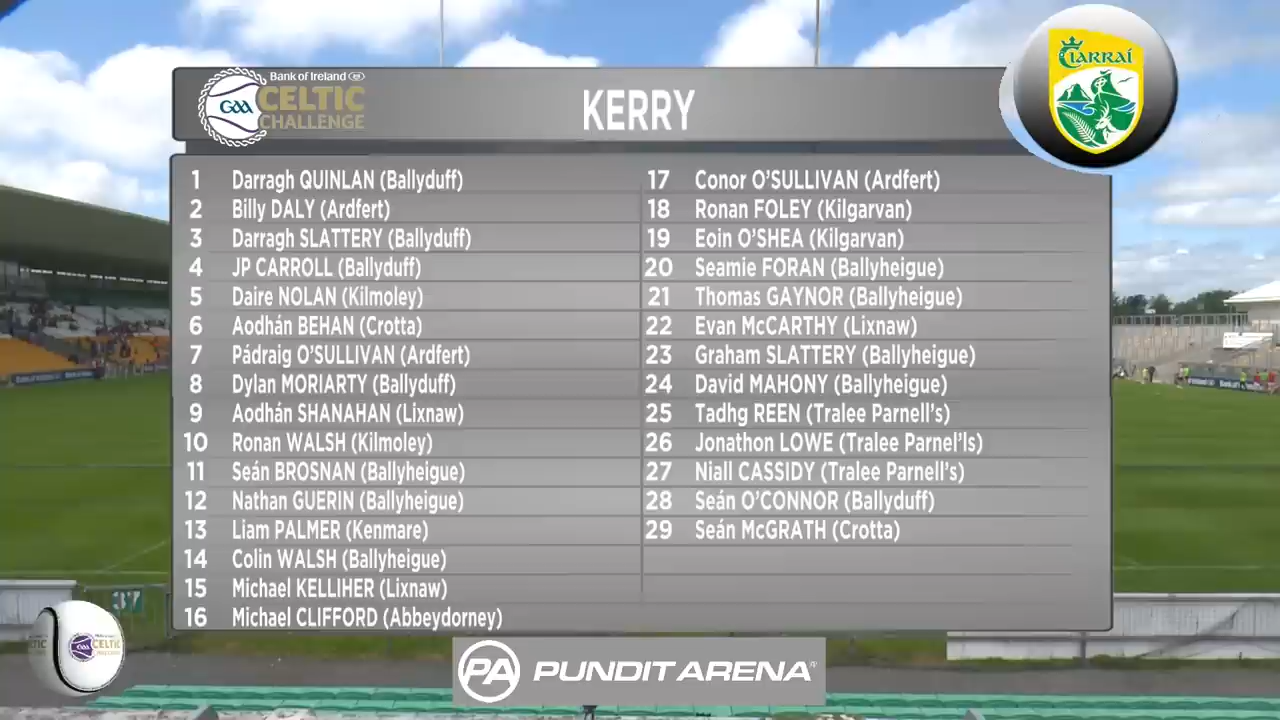 Bank of Ireland
GAA
CELTIC
CHALLENGE
KERRY
CIARRAÍ
1 Darragh QUINLAN (Ballyduff)
2 Billy DALY (Ardfert)
3 Darragh SLATTERY (Ballyduff)
4 JP CARROLL (Ballyduff)
5 Daire NOLAN (Kilmoley)
6 Aodhán BEHAN (Crotta)
7 Pádraig O'SULLIVAN (Ardfert)
8 Dylan MORIARTY (Ballyduff)
9 Aodhán SHANAHAN (Lixnaw)
10 Ronan WALSH (Kilmoley)
11 Seán BROSNAN (Ballyheigue)
12 Nathan GUERIN (Ballyheigue)
13 Liam PALMER (Kenmare)
14 Colin WALSH (Ballyheigue)
15 Michael KELLIHER (Lixnaw)
16 Michael CLIFFORD (Abbeydorney)
17 Conor O'SULLIVAN (Ardfert)
18 Ronan FOLEY (Kilgarvan)
19 Eoin O'SHEA (Kilgarvan)
20 Seamie FORAN (Ballyheigue)
21 Thomas GAYNOR (Ballyheigue)
22 Evan McCARTHY (Lixnaw)
23 Graham SLATTERY (Ballyheigue)
24 David MAHONY (Ballyheigue)
25 Tadhg REEN (Tralee Parnell's)
26 Jonathon LOWE (Tralee Parnel'ls)
27 Niall CASSIDY (Tralee Parnell's)
28 Seán O'CONNOR (Ballyduff)
29 Seán McGRATH (Crotta)
37
GAA CELTIC
PA PUNDIT ARENA